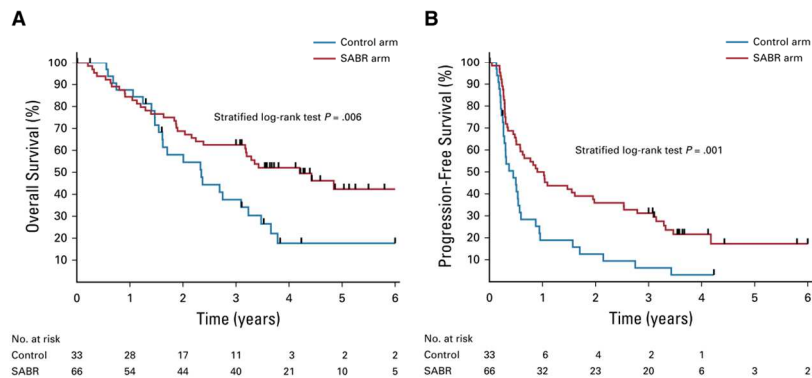 A
Control arm
SABR arm
Overall Survival (%)
100
90
80
70
60
50
40
30
20
10
Stratified log-rank test P = .006
0 1 2 3 4 5 6
Time (years)
No. at risk
Control 33 28 17 11 3 2 2
SABR 66 54 44 40 21 10 5
B
Control arm
SABR arm
Progression-Free Survival (%)
100
90
80
70
60
50
40
30
20
10
Stratified log-rank test P = .001
0 1 2 3 4 5 6
Time (years)
No. at risk
Control 33 6 4 2 1
SABR 66 32 23 20 6 3 2